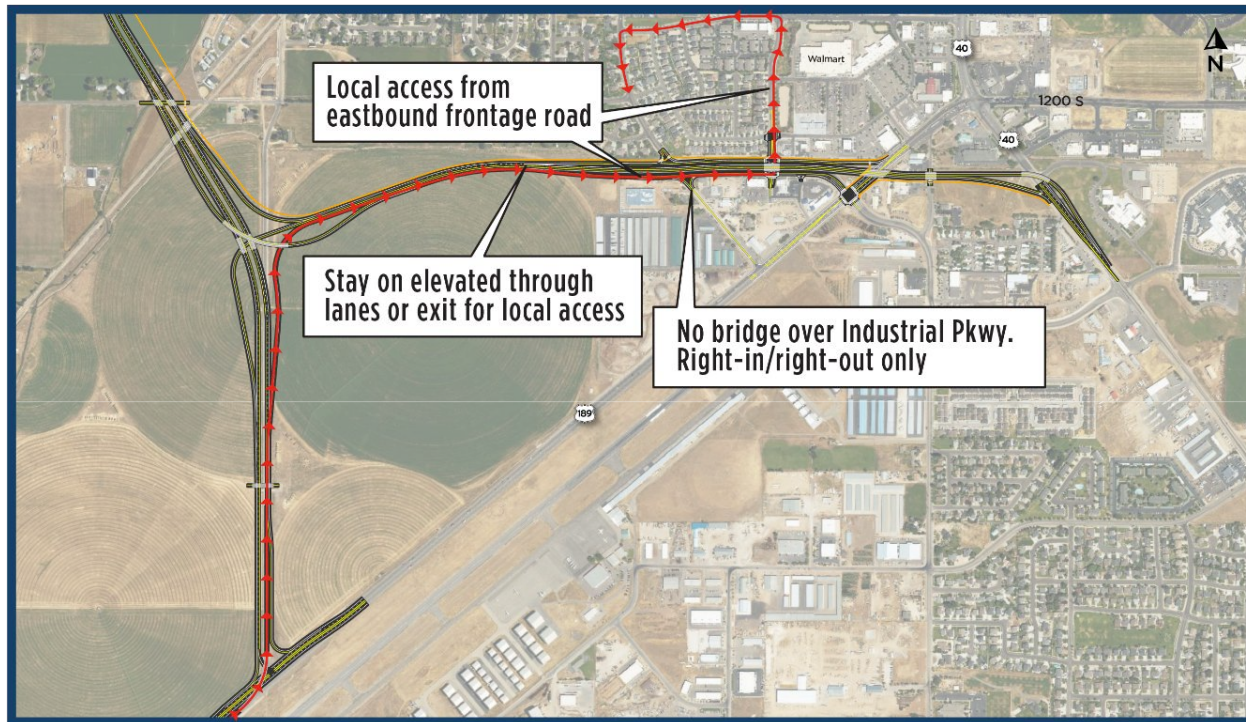 40
N
Walmart
1200 S
40
Local access from
eastbound frontage road
Stay on elevated through
lanes or exit for local access
No bridge over Industrial Pkwy.
Right-in/right-out only
189